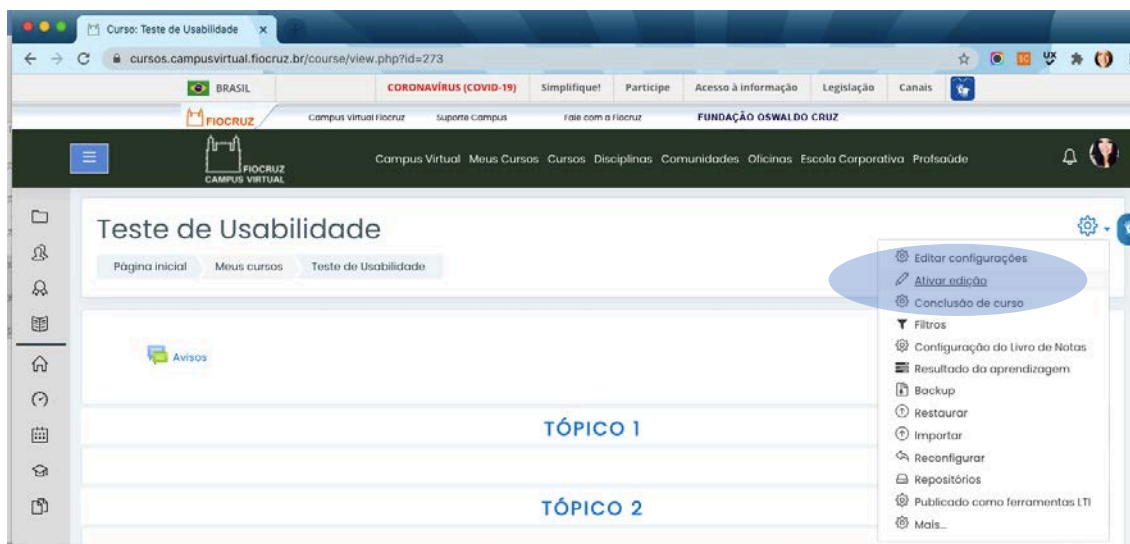 Curso: Teste de Usabilidade
cursos.campusvirtual.fiocruz.br/course/view.php?id=273
BRASIL CORONAVÍRUS (COVID-19) Simplifique! Participe Acesso à informação Legislação Canais
FIOCRUZ Campus Virtual Fiocruz Suporte Campus Fale com a Fiocruz FUNDAÇÃO OSWALDO CRUZ
FIOCRUZ
CAMPUS VIRTUAL
Campus Virtual Meus Cursos Cursos Disciplinas Comunidades Oficinas Escola Corporativa Profsaúde
Teste de Usabilidade
Página inicial Meus cursos Teste de Usabilidade
Editar configurações
Ativar edição
Conclusão de curso
Filtros
Configuração do Livro de Notas
Resultado da aprendizagem
Backup
Restaurar
Importar
Reconfigurar
Repositórios
Publicado como ferramentas LTI
Mais...
Avisos
TÓPICO 1
TÓPICO 2